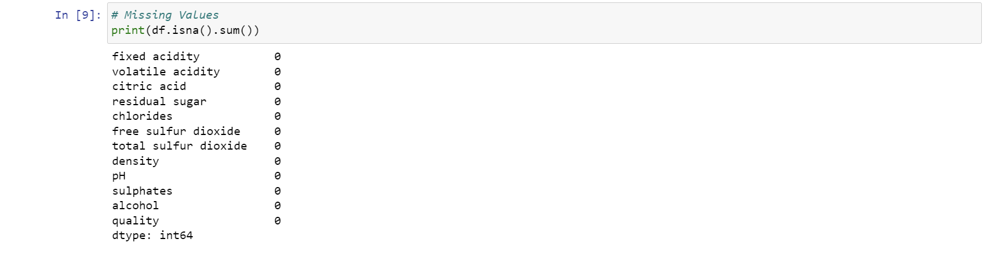 In [9]: # Missing Values
print(df.isna().sum())
fixed acidity 0
volatile acidity 0
citric acid 0
residual sugar 0
chlorides 0
free sulfur dioxide 0
total sulfur dioxide 0
density 0
pH 0
sulphates 0
alcohol 0
quality 0
dtype: int64